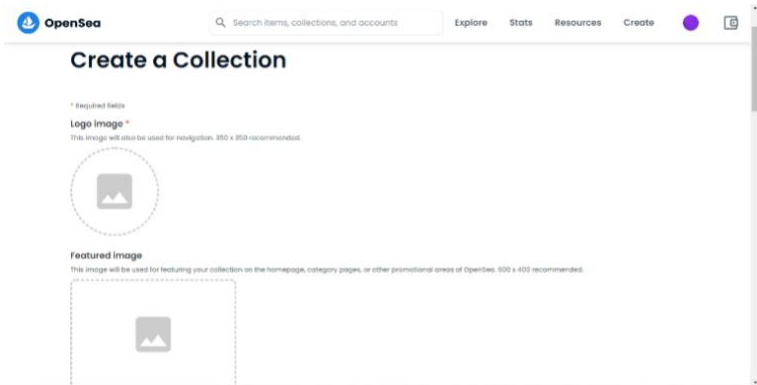 OpenSea
Search items, collections, and accounts
Explore
Stats
Resources
Create
Create a Collection
* Required fields
Logo image *
This image will also be used for navigation. 350 x 350 recommended.
Featured image
This image will be used for featuring your collection on the homepage, category pages, or other promotional areas of OpenSea. 600 x 400 recommended.